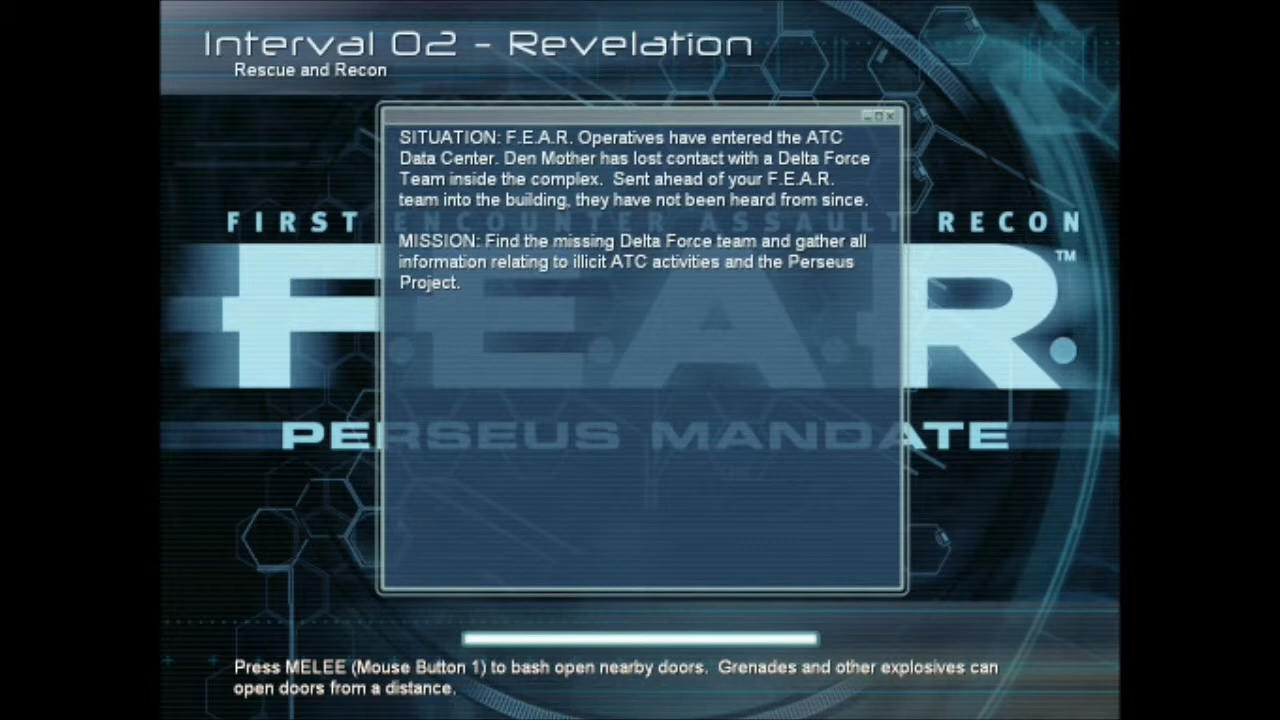 Interval 02 - Revelation
Rescue and Recon
SITUATION: F.E.A.R. Operatives have entered the ATC
Data Center. Den Mother has lost contact with a Delta Force
Team inside the complex.  Sent ahead of your F.E.A.R.
team into the building, they have not been heard from since.
MISSION: Find the missing Delta Force team and gather all
information relating to illicit ATC activities and the Perseus
Project.
FIRST ENCOUNTER ASSAULT RECON
F.E.A.R.™
PERSEUS MANDATE
Press MELEE (Mouse Button 1) to bash open nearby doors.  Grenades and other explosives can
open doors from a distance.